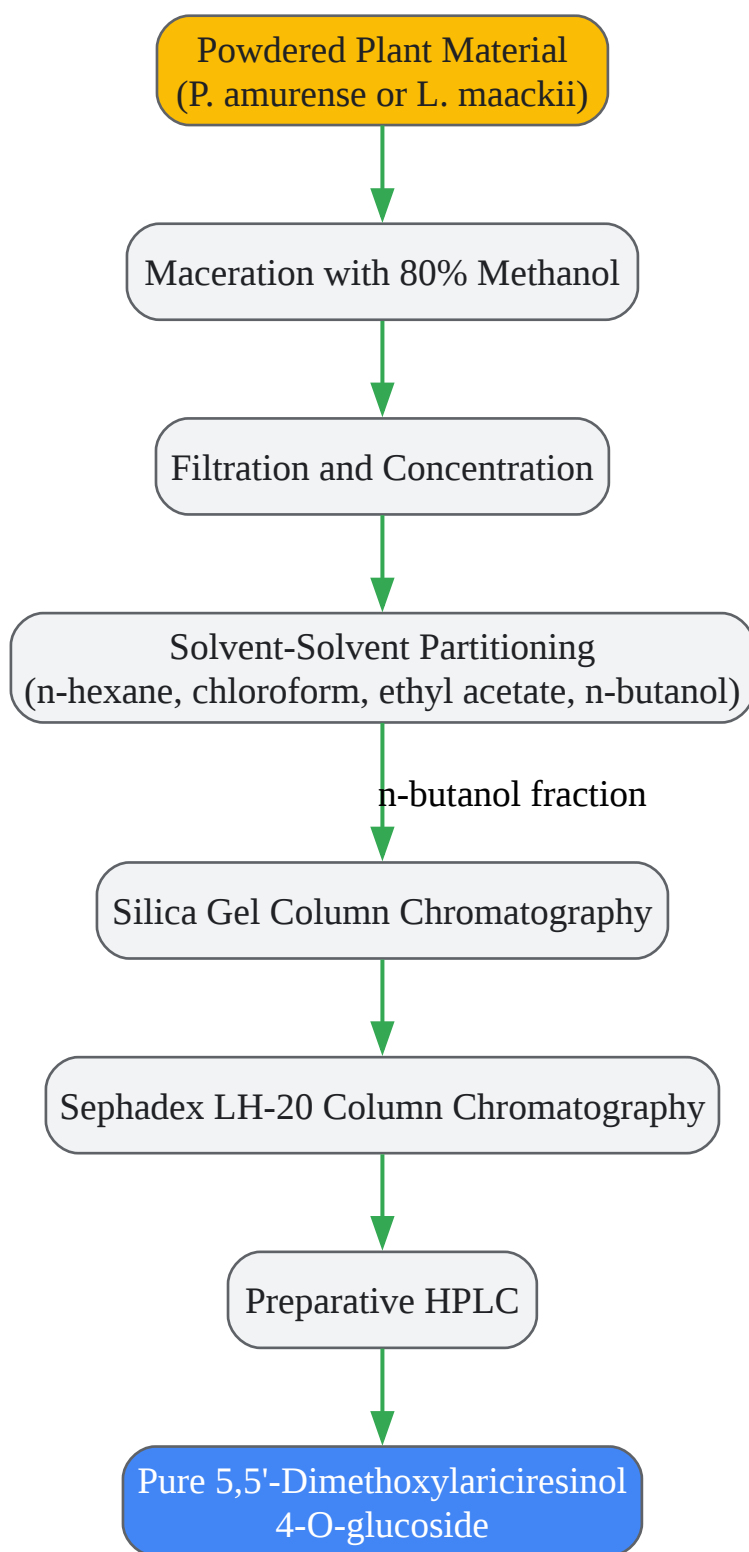 Powdered Plant Material
(P. amurense or L. maackii)
Maceration with 80% Methanol
Filtration and Concentration
Solvent-Solvent Partitioning
(n-hexane, chloroform, ethyl acetate, n-butanol)
n-butanol fraction
Silica Gel Column Chromatography
Sephadex LH-20 Column Chromatography
Preparative HPLC
Pure 5,5'-Dimethoxylariciresinol
4-O-glucoside